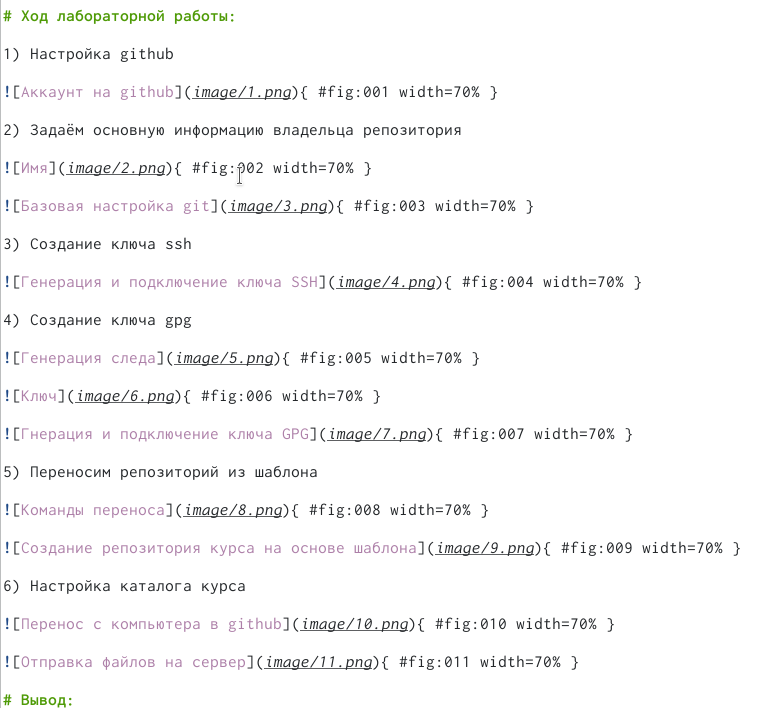 # Ход лабораторной работы:
1) Настройка github
![Аккаунт на github](image/1.png){ #fig:001 width=70% }
2) Задаём основную информацию владельца репозитория
![Имя](image/2.png){ #fig:002 width=70% }
![Базовая настройка git](image/3.png){ #fig:003 width=70% }
3) Создание ключа ssh
![Генерация и подключение ключа SSH](image/4.png){ #fig:004 width=70% }
4) Создание ключа gpg
![Генерация следа](image/5.png){ #fig:005 width=70% }
![Ключ](image/6.png){ #fig:006 width=70% }
![Гнерация и подключение ключа GPG](image/7.png){ #fig:007 width=70% }
5) Переносим репозиторий из шаблона
![Команды переноса](image/8.png){ #fig:008 width=70% }
![Создание репозитория курса на основе шаблона](image/9.png){ #fig:009 width=70% }
6) Настройка каталога курса
![Перенос с компьютера в github](image/10.png){ #fig:010 width=70% }
![Отправка файлов на сервер](image/11.png){ #fig:011 width=70% }
# Вывод: